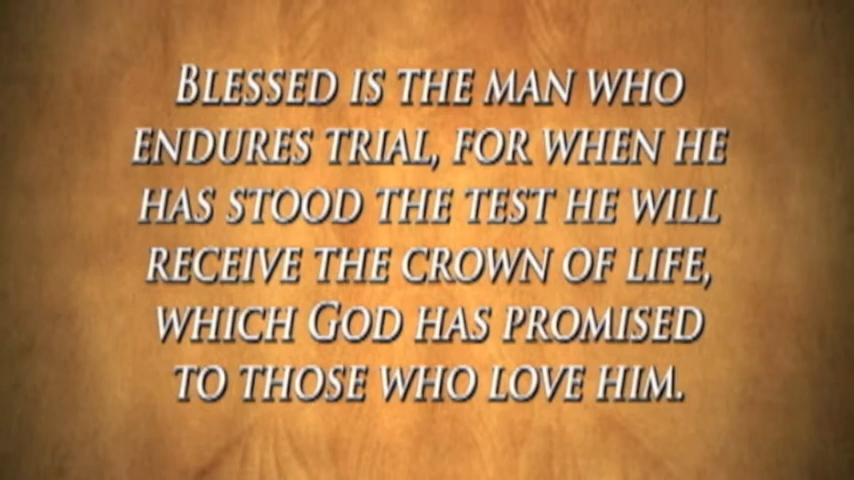 Blessed is the man who
endures trial, for when he
has stood the test he will
receive the crown of life,
which God has promised
to those who love him.